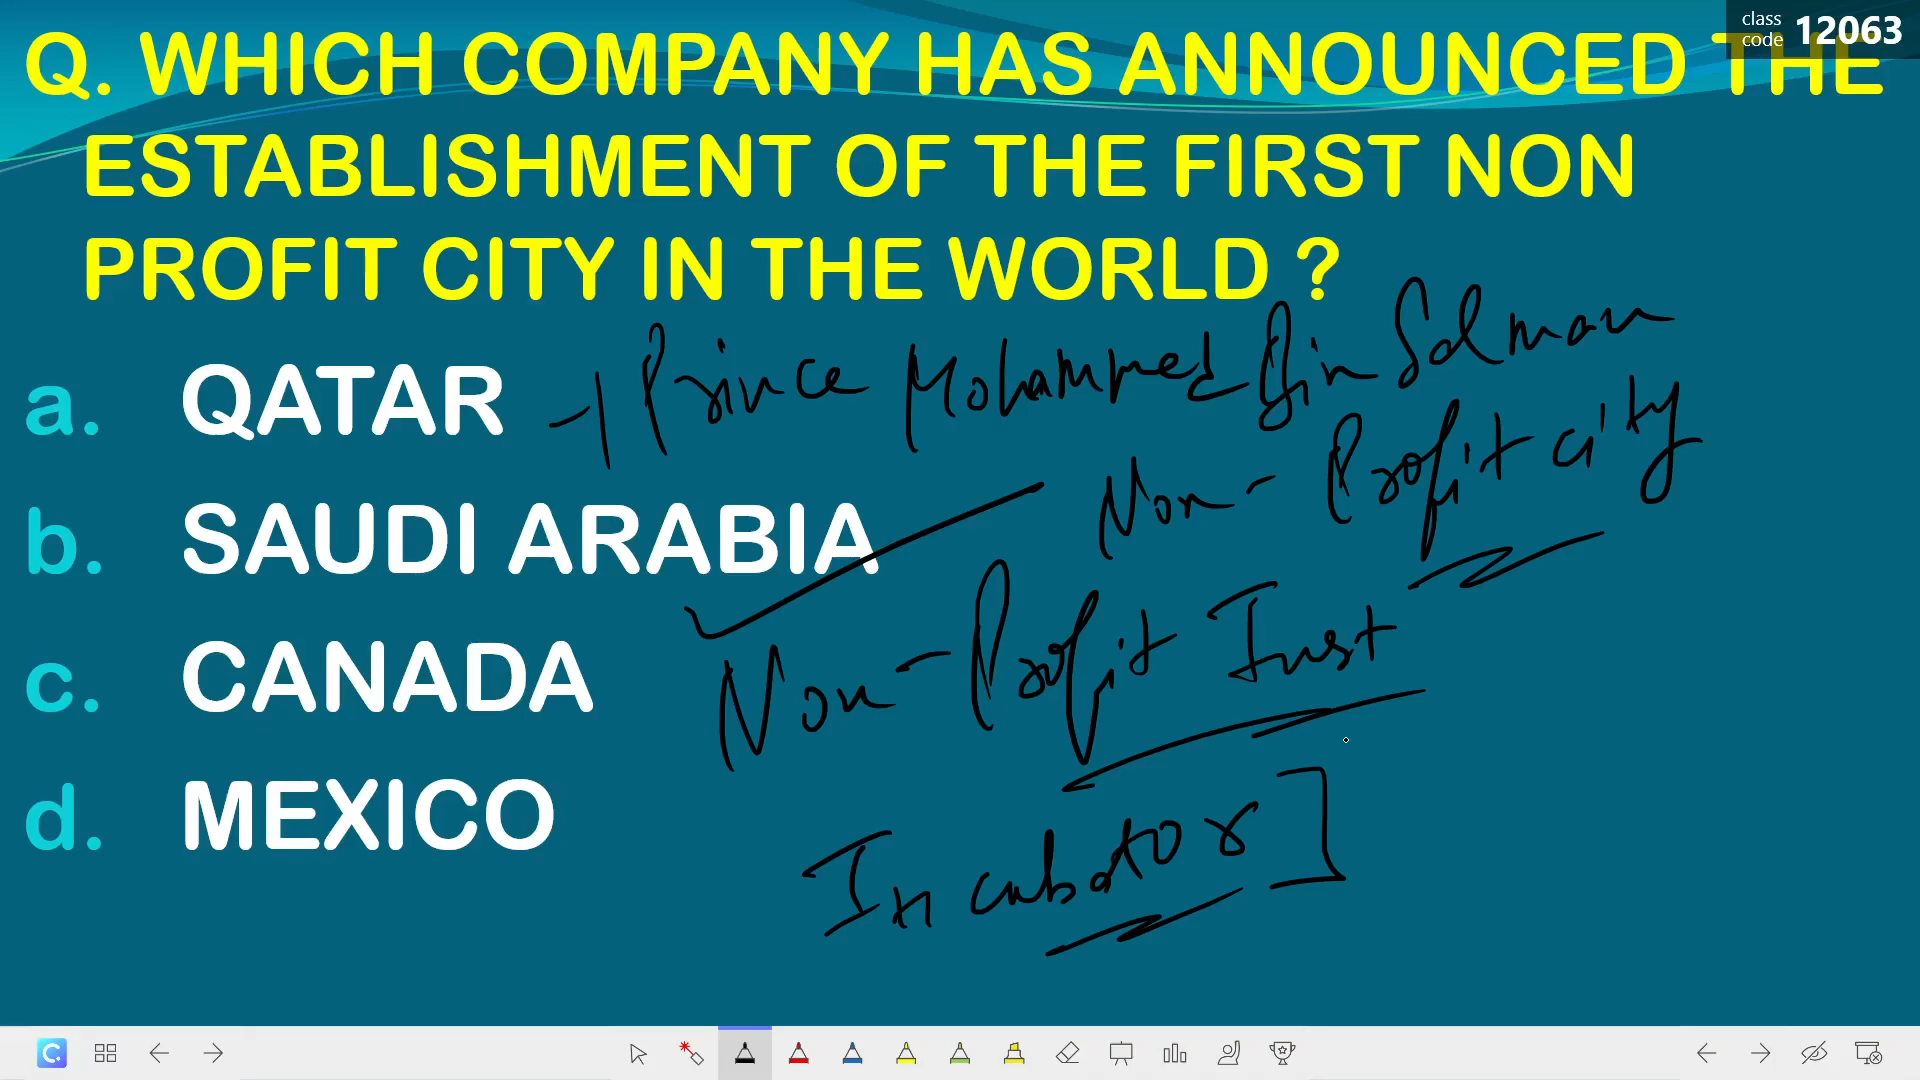 class code 12063
Q. WHICH COMPANY HAS ANNOUNCED THE
ESTABLISHMENT OF THE FIRST NON
PROFIT CITY IN THE WORLD ?
a. QATAR
Prince Mohammed Bin Salman
Non-Profit city
b. SAUDI ARABIA
Non-Profit Inst
c. CANADA
d. MEXICO
Incubator]